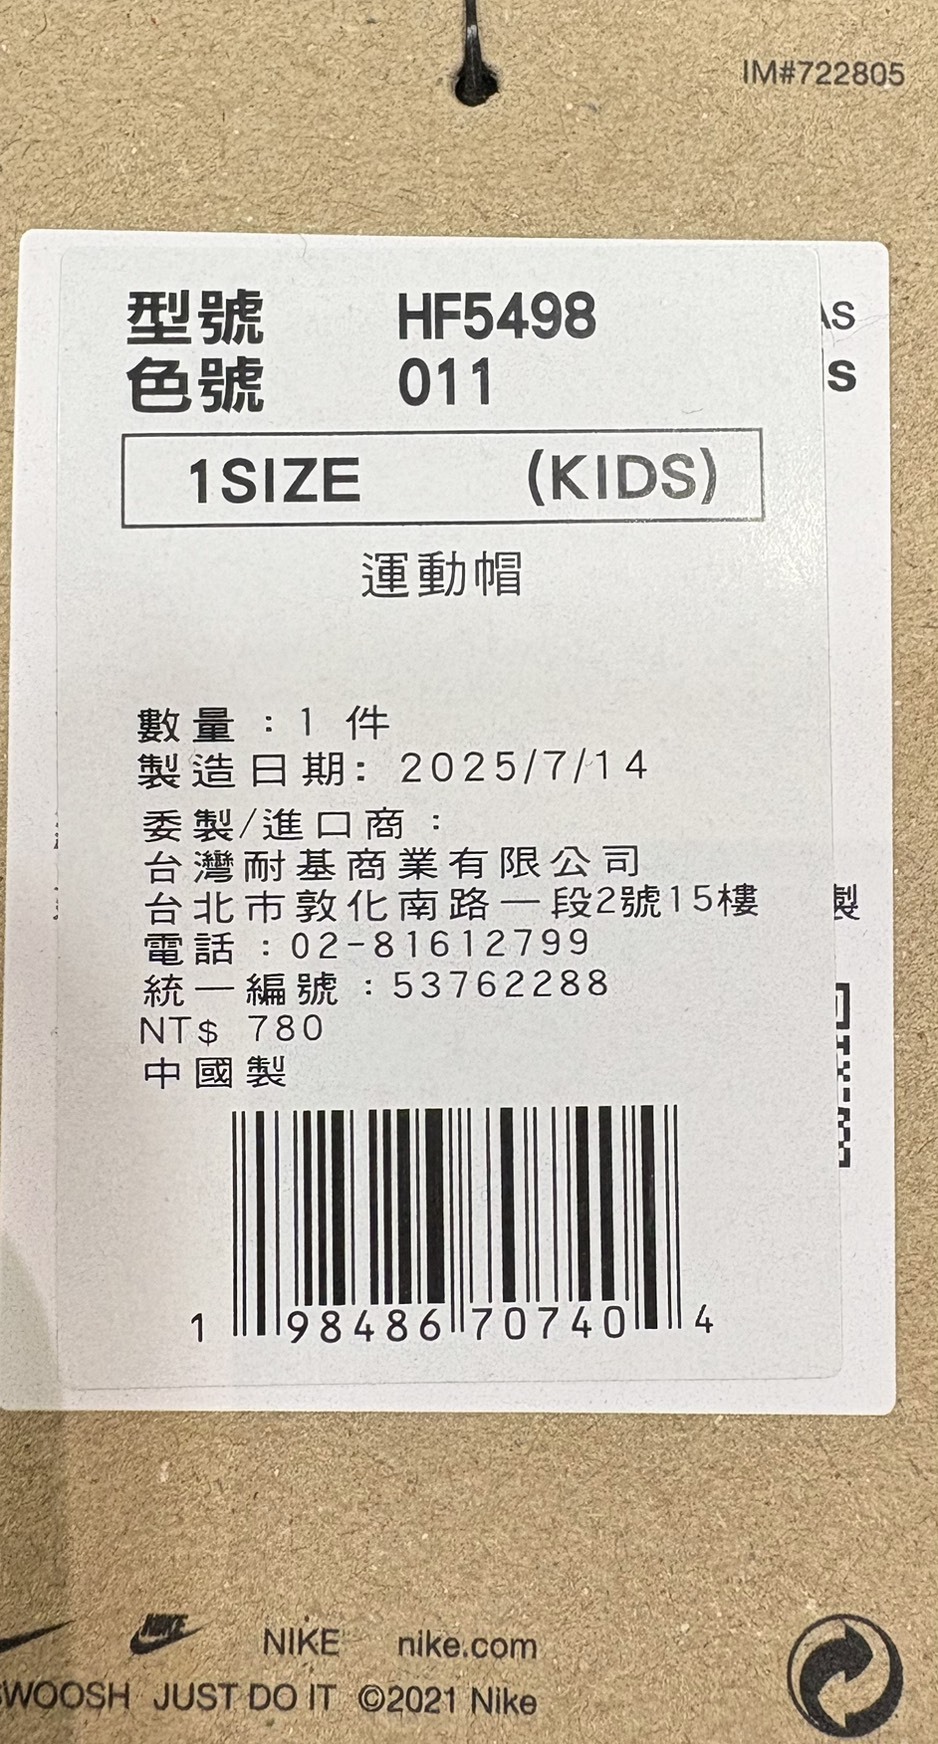 IM#722805
型號 HF5498
色號 011
1SIZE (KIDS)
運動帽
數量：1 件
製造日期: 2025/7/14
委製/進口商：
台灣耐基商業有限公司
台北市敦化南路一段2號15樓
電話：02-81612799
統一編號：53762288
NT$ 780
中國製
1 98486 70740 4
AS
S
製
NIKE nike.com
SWOOSH JUST DO IT ©2021 Nike